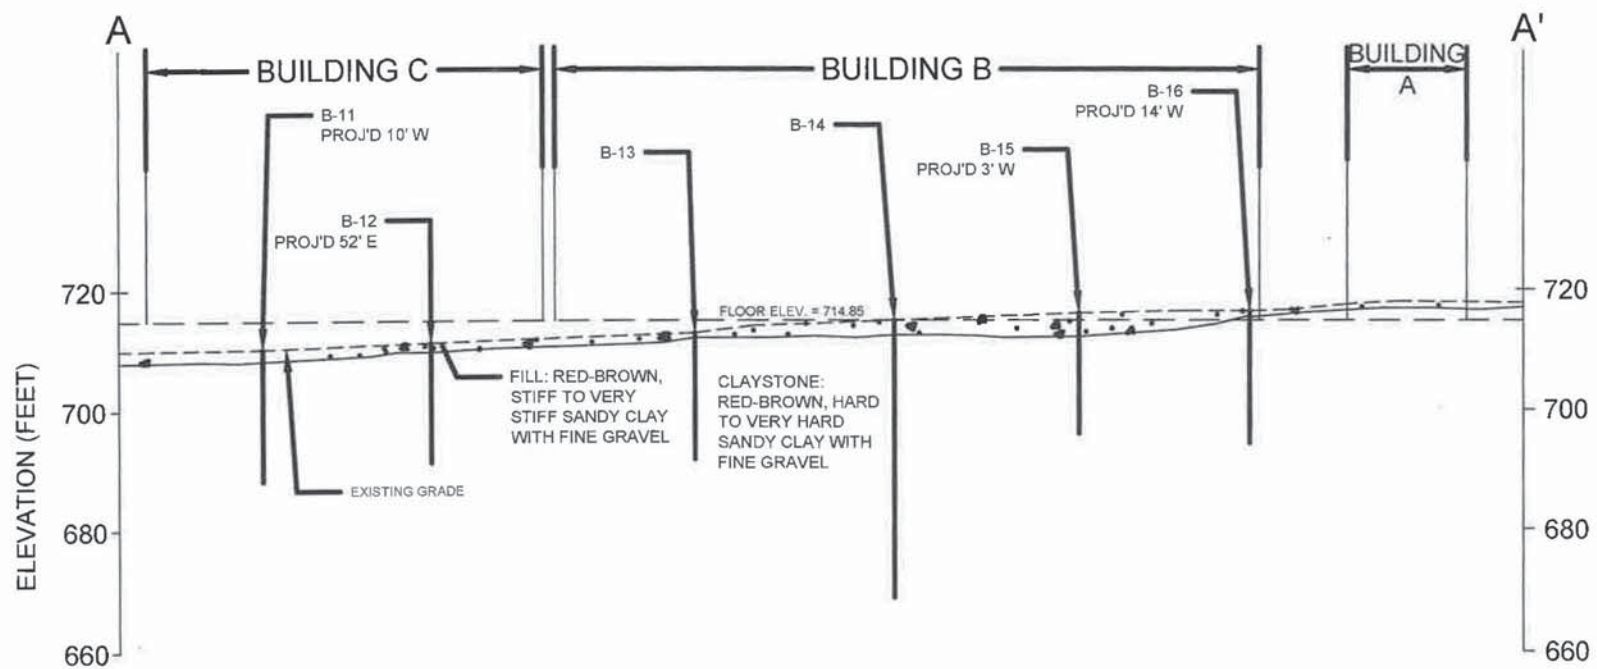 A
A'
BUILDING C
BUILDING B
BUILDING
A
B-11
PROJ'D 10' W
B-12
PROJ'D 52' E
B-13
B-14
B-15
PROJ'D 3' W
B-16
PROJ'D 14' W
720
700
680
660
ELEVATION (FEET)
FLOOR ELEV. = 714.85
FILL: RED-BROWN,
STIFF TO VERY
STIFF SANDY CLAY
WITH FINE GRAVEL
CLAYSTONE:
RED-BROWN, HARD
TO VERY HARD
SANDY CLAY WITH
FINE GRAVEL
EXISTING GRADE
720
700
680
660